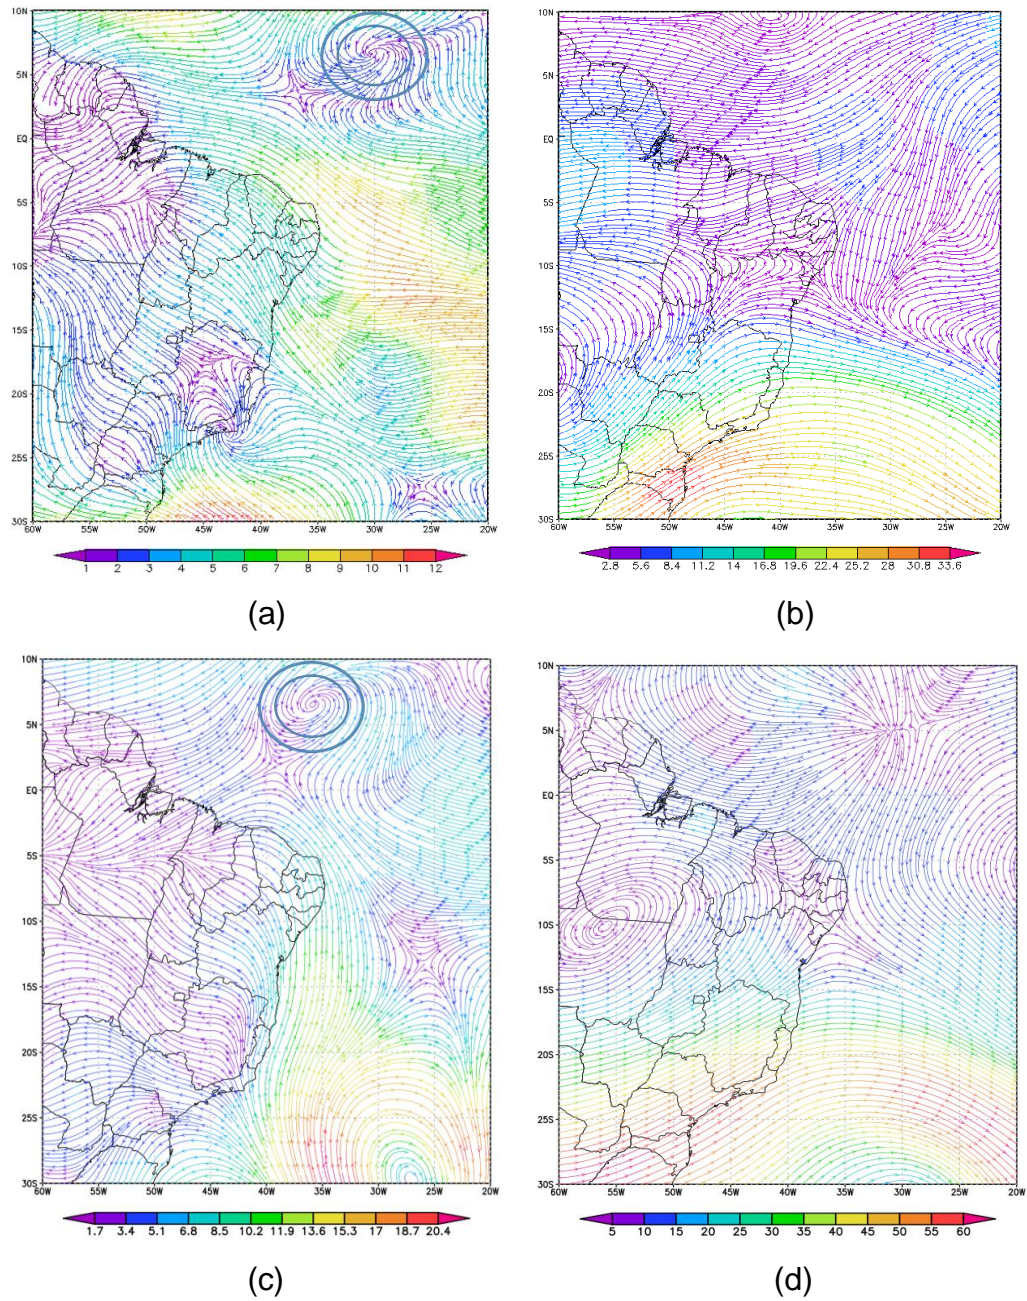 10N
5N
EQ
5S
10S
15S
20S
25S
30S
60W 55W 50W 45W 40W 35W 30W 25W 20W
1 2 3 4 5 6 7 8 9 10 11 12
(a)
10N
5N
EQ
5S
10S
15S
20S
25S
30S
60W 55W 50W 45W 40W 35W 30W 25W 20W
2.8 5.6 8.4 11.2 14 16.8 19.6 22.4 25.2 28 30.8 33.6
(b)
10N
5N
EQ
5S
10S
15S
20S
25S
30S
60W 55W 50W 45W 40W 35W 30W 25W 20W
1.7 3.4 5.1 6.8 8.5 10.2 11.9 13.6 15.3 17 18.7 20.4
(c)
10N
5N
EQ
5S
10S
15S
20S
25S
30S
60W 55W 50W 45W 40W 35W 30W 25W 20W
5 10 15 20 25 30 35 40 45 50 55 60
(d)